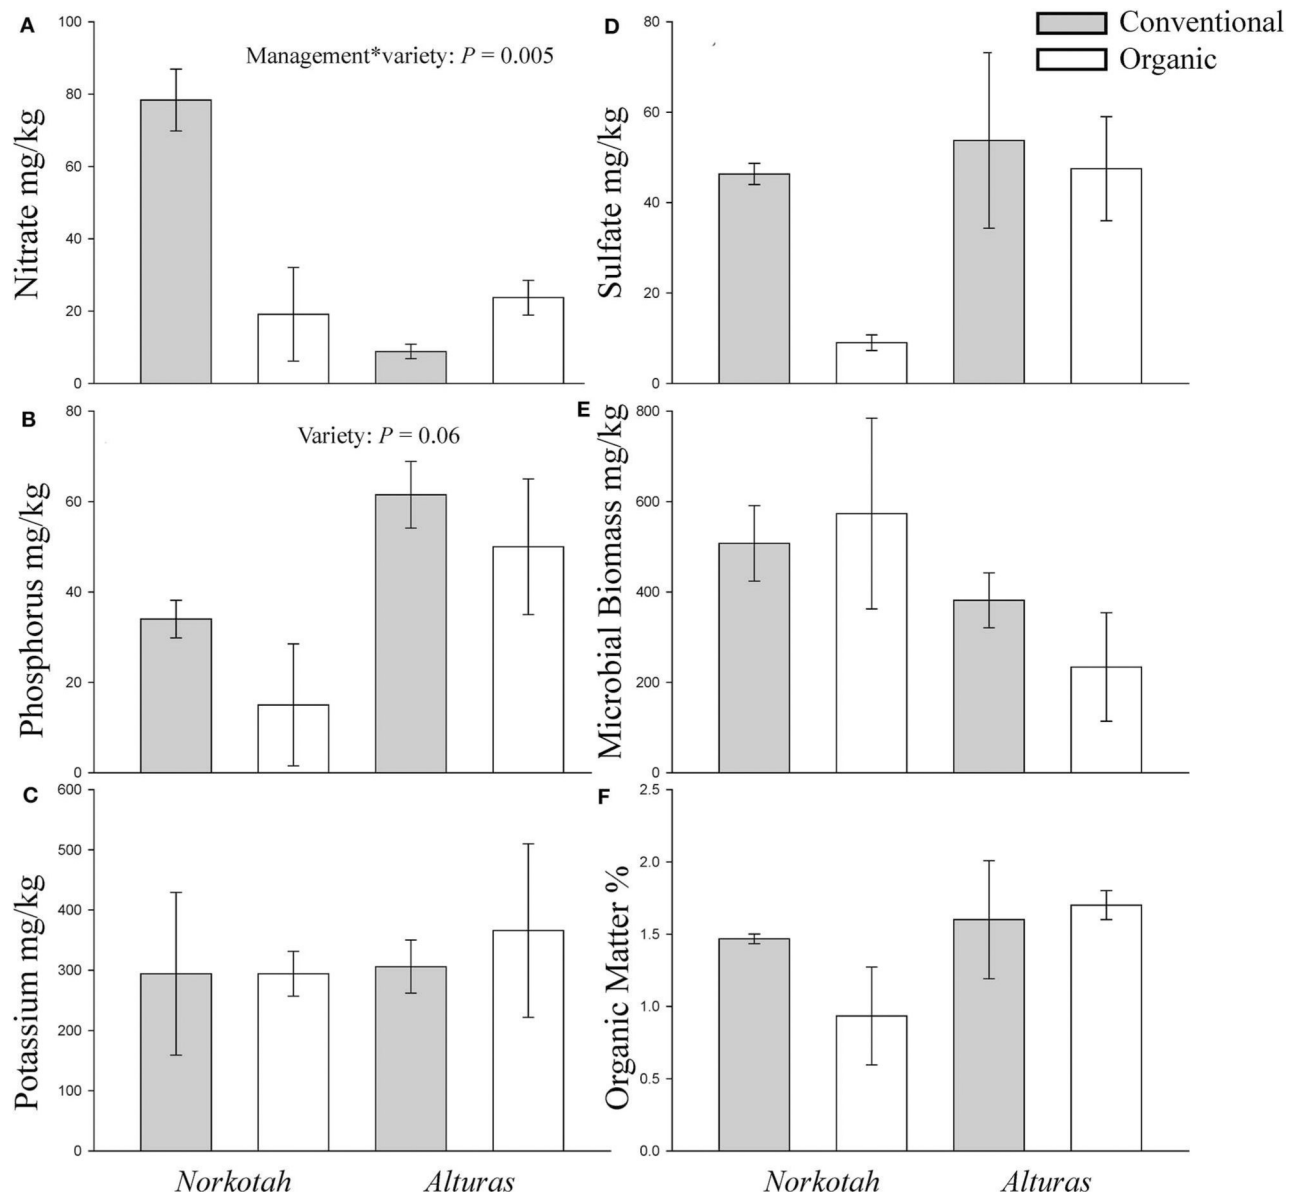 A
100
80
60
40
20
0
Nitrate mg/kg
Management*variety: P = 0.005
D
80
60
40
20
0
Sulfate mg/kg
Conventional
Organic
B
80
60
40
20
0
Phosphorus mg/kg
Variety: P = 0.06
E
800
600
400
200
0
Microbial Biomass mg/kg
C
600
500
400
300
200
100
0
Potassium mg/kg
Norkotah
Alturas
F
2.5
2.0
1.5
1.0
0.5
0.0
Organic Matter %
Norkotah
Alturas